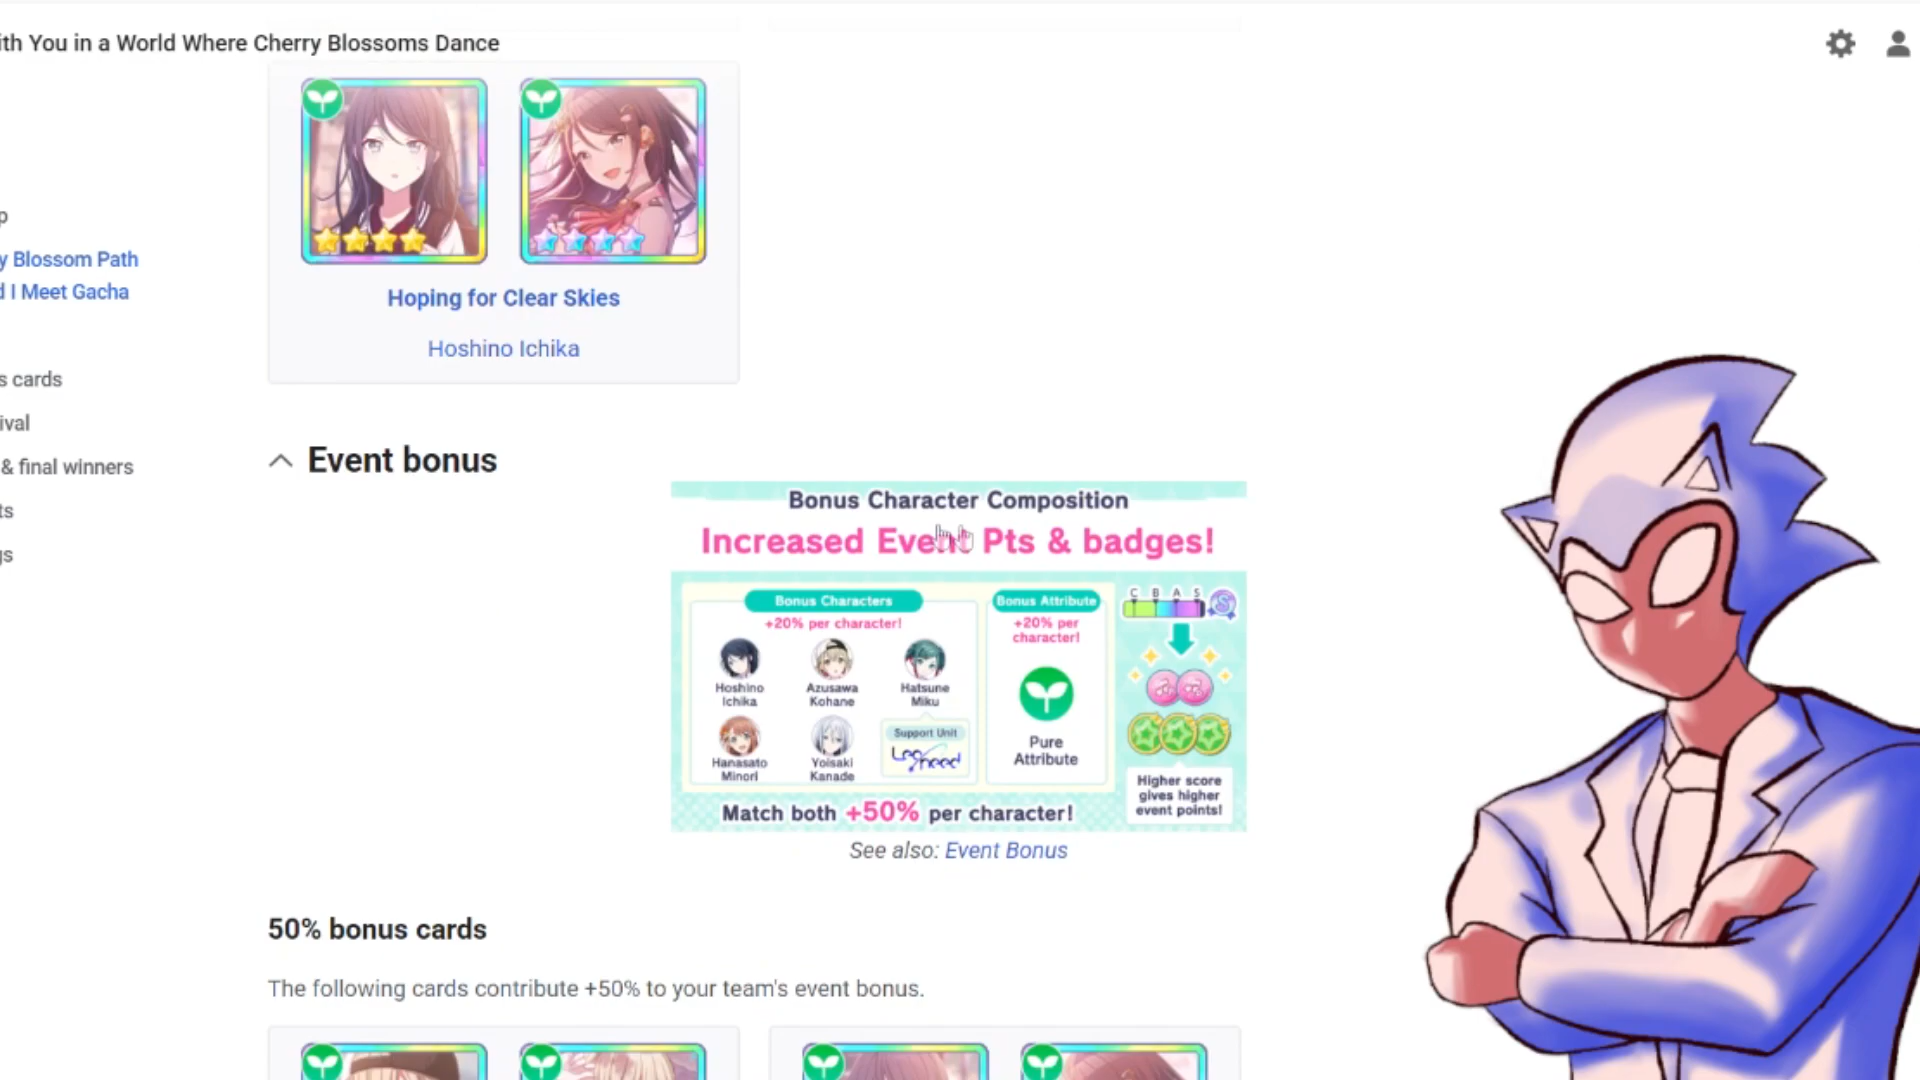 ith You in a World Where Cherry Blossoms Dance
p
y Blossom Path
d I Meet Gacha
s cards
ival
& final winners
ts
gs
Hoping for Clear Skies
Hoshino Ichika
Event bonus
Bonus Character Composition
Increased Event Pts & badges!
Bonus Characters
+20% per character!
Hoshino Ichika
Azusawa Kohane
Hatsune Miku
Hanasato Minori
Yoisaki Kanade
Support Unit
Leo/need
Bonus Attribute
+20% per
character!
Pure
Attribute
C B A S
S
Higher score
gives higher
event points!
Match both +50% per character!
See also: Event Bonus
50% bonus cards
The following cards contribute +50% to your team's event bonus.